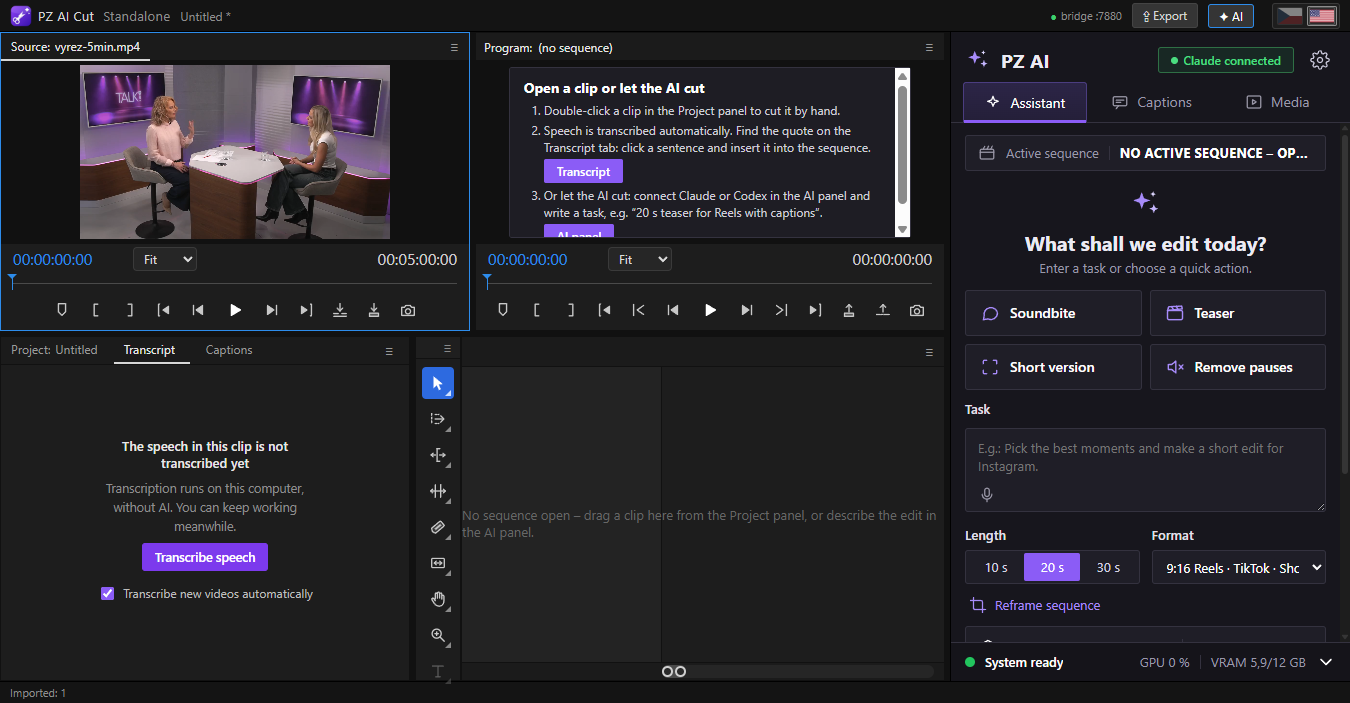 PZ AI Cut Standalone Untitled *
bridge :7880
Export
AI
Source: vyrez-5min.mp4
TALK!
00:00:00:00
Fit
00:05:00:00
Program: (no sequence)
Open a clip or let the AI cut
1. Double-click a clip in the Project panel to cut it by hand.
2. Speech is transcribed automatically. Find the quote on the
Transcript tab: click a sentence and insert it into the sequence.
Transcript
3. Or let the AI cut: connect Claude or Codex in the AI panel and
write a task, e.g. “20 s teaser for Reels with captions”.
AI panel
00:00:00:00
Fit
00:00:00:00
Project: Untitled
Transcript
Captions
The speech in this clip is not
transcribed yet
Transcription runs on this computer,
without AI. You can keep working
meanwhile.
Transcribe speech
Transcribe new videos automatically
No sequence open – drag a clip here from the Project panel, or describe the edit in
the AI panel.
PZ AI
Claude connected
Assistant
Captions
Media
Active sequence
NO ACTIVE SEQUENCE – OP...
What shall we edit today?
Enter a task or choose a quick action.
Soundbite
Teaser
Short version
Remove pauses
Task
E.g.: Pick the best moments and make a short edit for
Instagram.
Length
Format
10 s
20 s
30 s
9:16 Reels · TikTok · Shc
Reframe sequence
System ready
GPU 0 %
VRAM 5,9/12 GB
Imported: 1